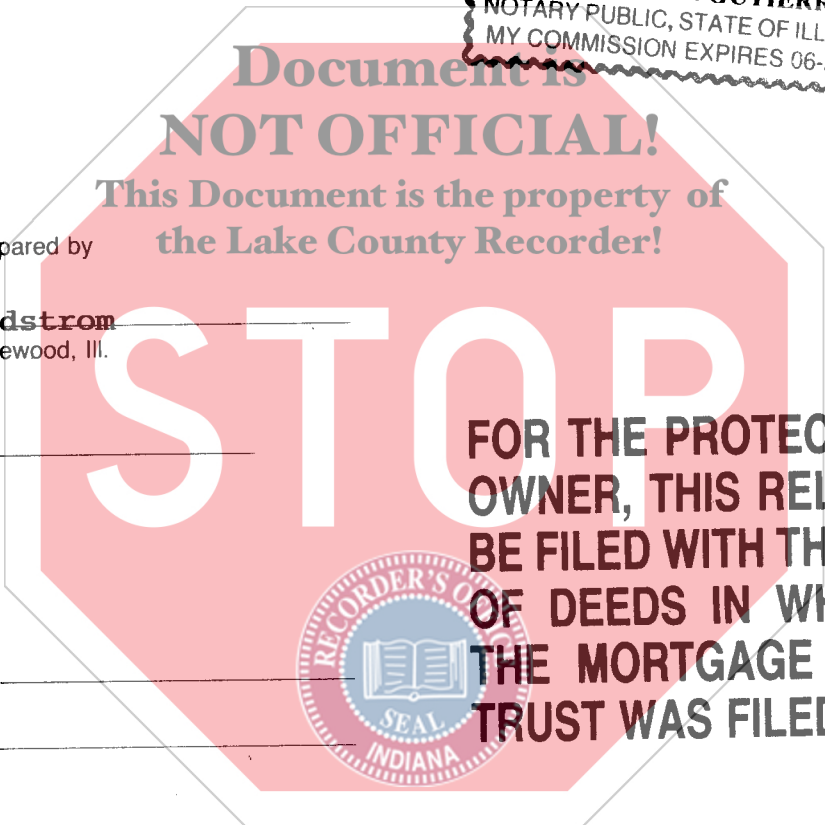 NOTARY PUBLIC, STATE OF ILL
MY COMMISSION EXPIRES 06-
Document is
NOT OFFICIAL!
This Document is the property of
the Lake County Recorder!
pared by
dstrom
ewood, Ill.
STOP
FOR THE PROTEC
OWNER, THIS REL
BE FILED WITH TH
OF DEEDS IN WH
THE MORTGAGE
TRUST WAS FILED
RECORDER'S OFFICE
SEAL
INDIANA